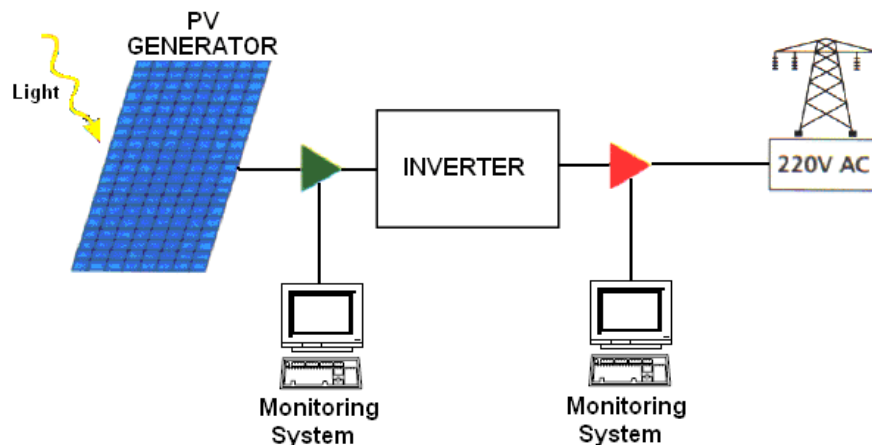 PV
GENERATOR
Light
INVERTER
220V AC
Monitoring
System
Monitoring
System